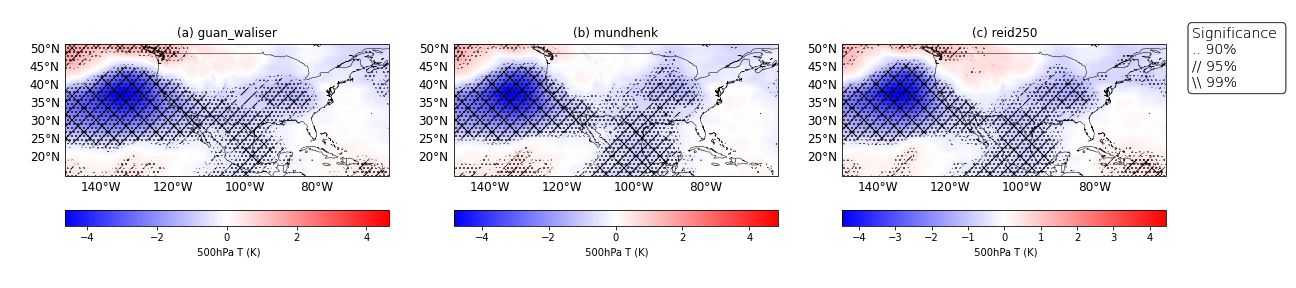 (a) guan_waliser
(b) mundhenk
(c) reid250
50°N
45°N
40°N
35°N
30°N
25°N
20°N
140°W 120°W 100°W 80°W
50°N
45°N
40°N
35°N
30°N
25°N
20°N
140°W 120°W 100°W 80°W
50°N
45°N
40°N
35°N
30°N
25°N
20°N
140°W 120°W 100°W 80°W
−4 −2 0 2 4
500hPa T (K)
−4 −2 0 2 4
500hPa T (K)
−4 −3 −2 −1 0 1 2 3 4
500hPa T (K)
Significance
.. 90%
// 95%
\\ 99%